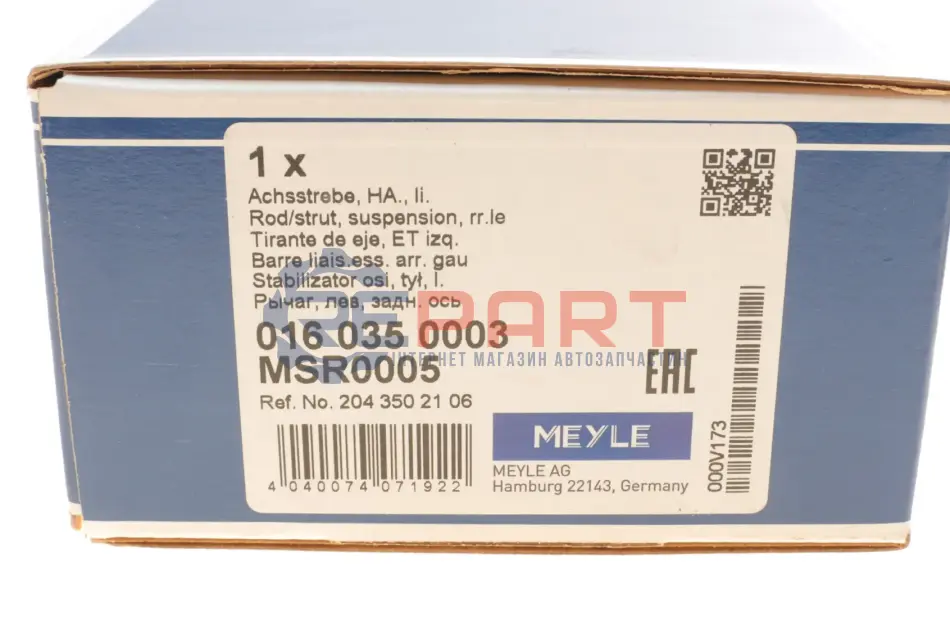 1 x
Achsstrebe, HA., li.
Rod/strut, suspension, rr.le
Tirante de eje, ET izq.
Barre liais.ess. arr. gau
Stabilizator osi, tył, l.
Рычаг, лев, задн. ось
REPART
016 035 0003
ІНТЕРНЕТ МАГАЗИН АВТОЗАПЧАСТИН
MSR0005
EAC
Ref. No. 204 350 21 06
MEYLE
MEYLE AG
Hamburg 22143, Germany
4 040074 071922
000V173